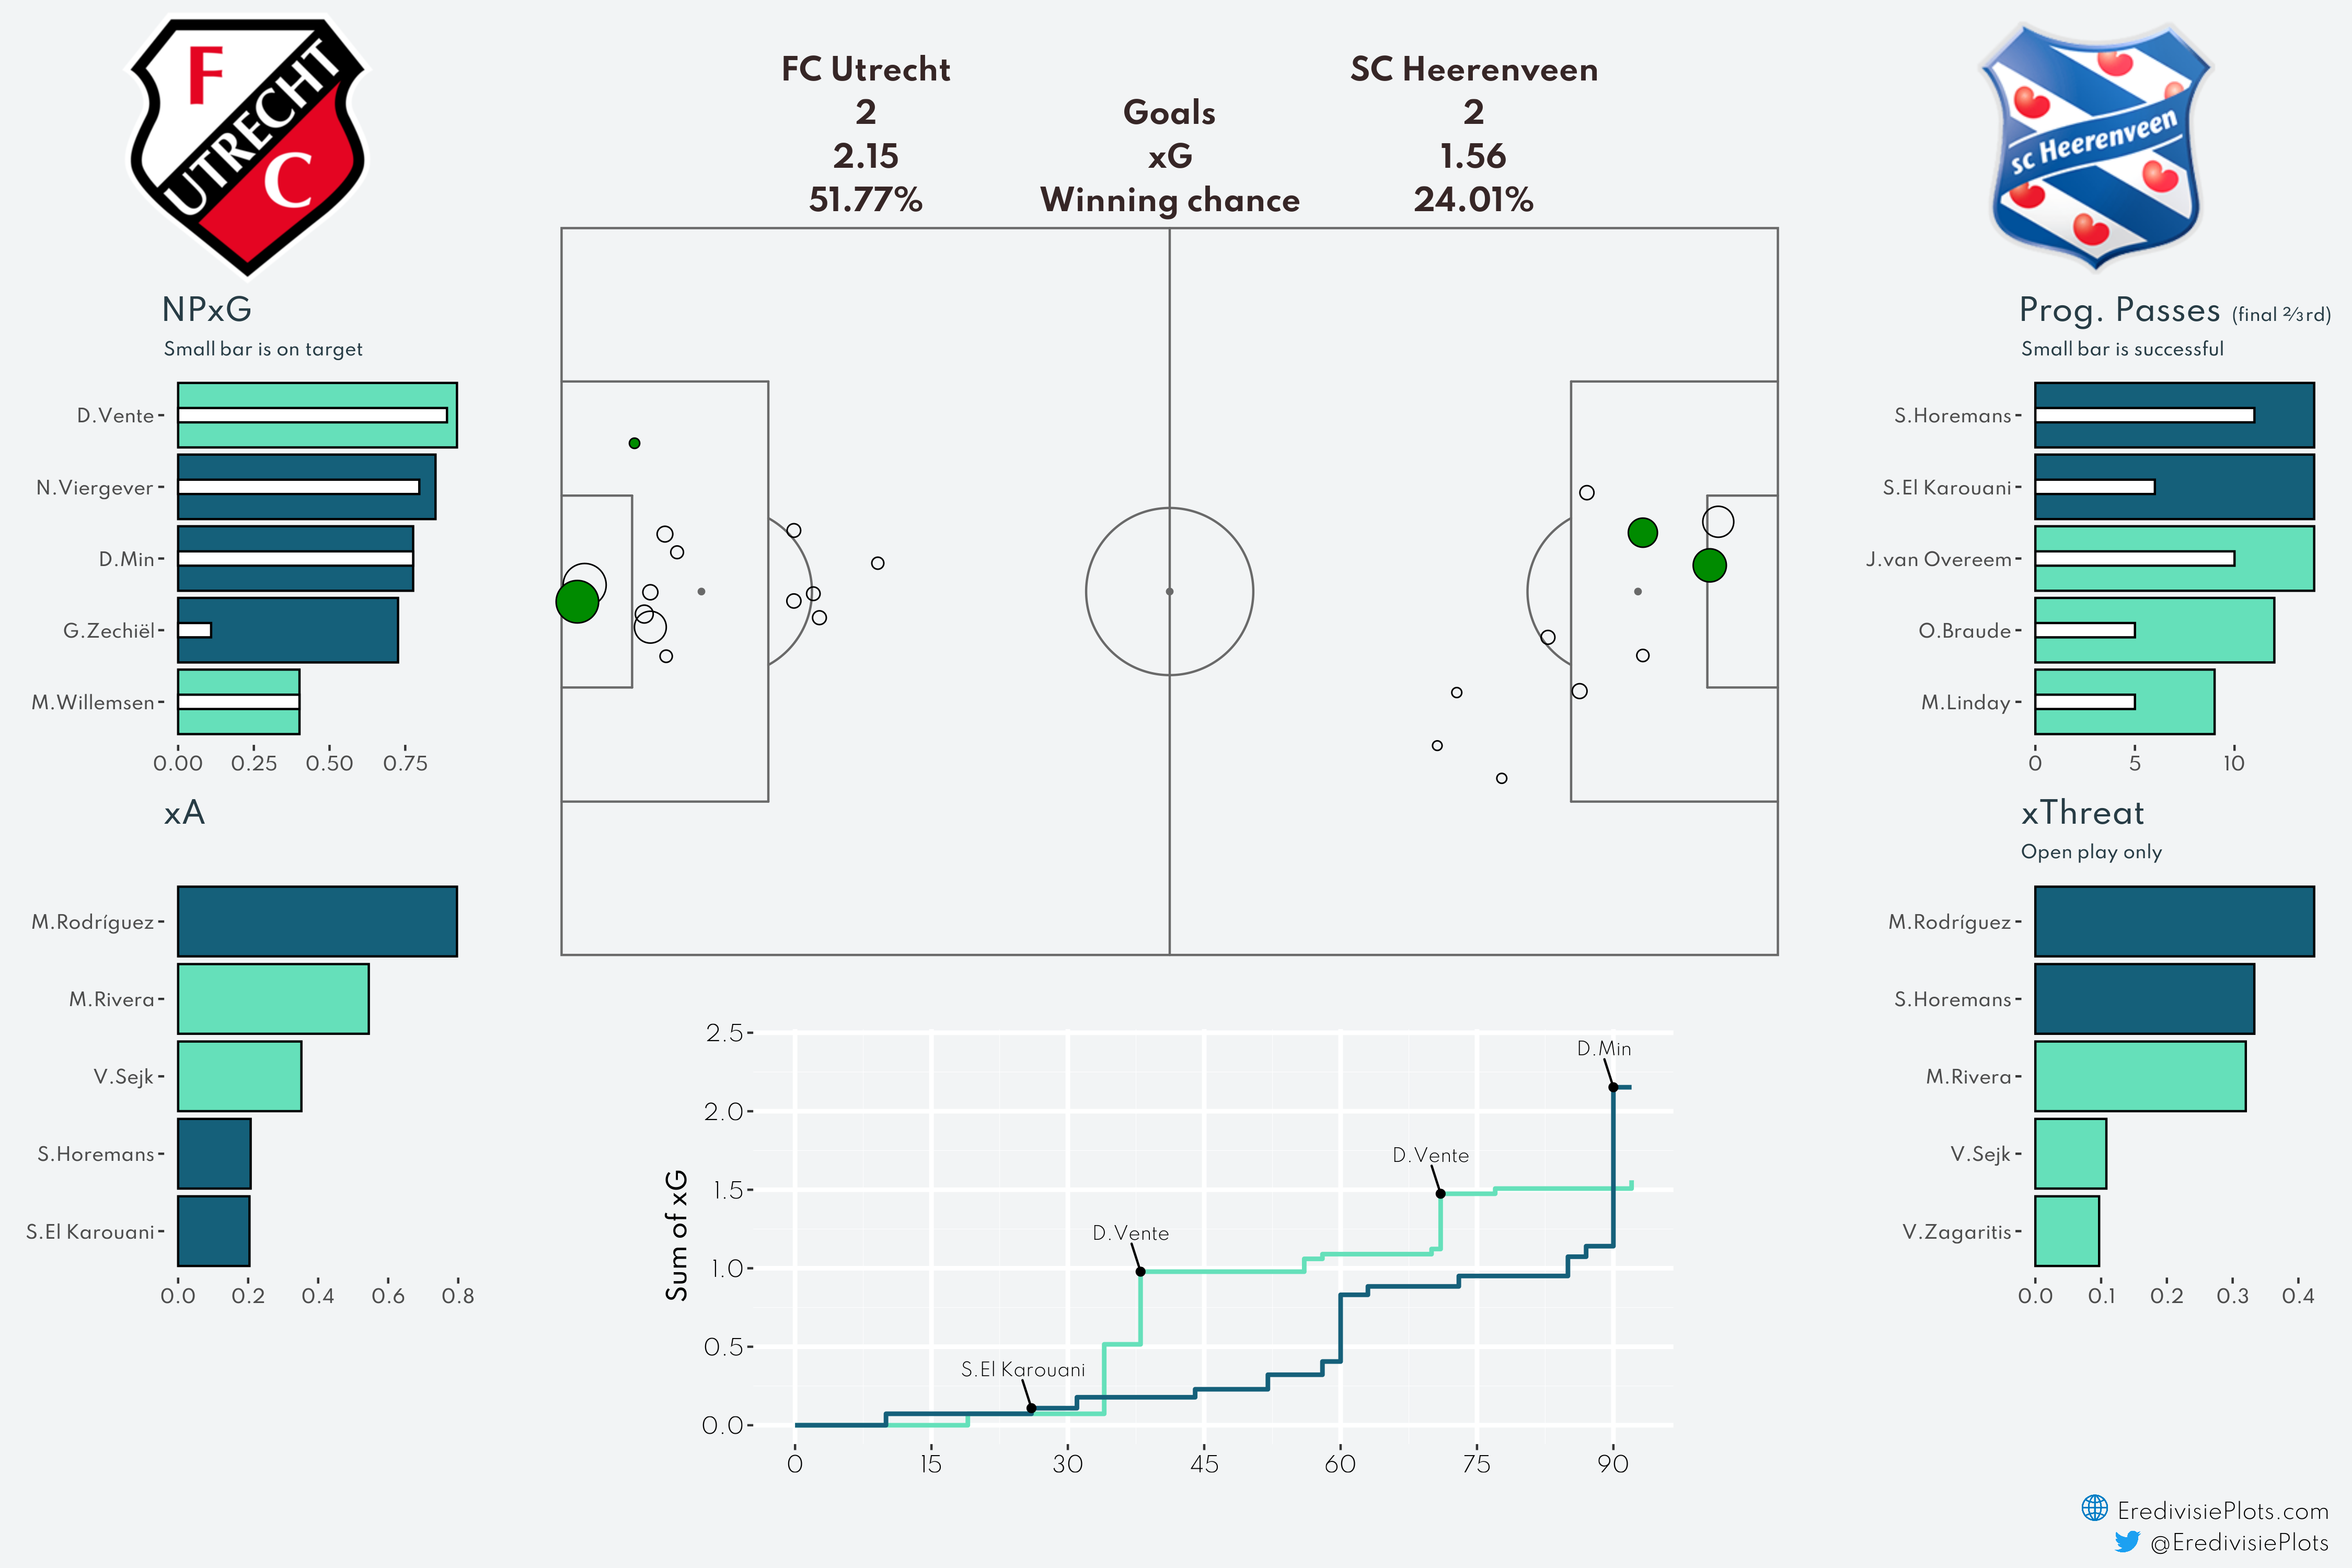 F
UTRECHT
C
FC Utrecht SC Heerenveen
2 Goals 2
2.15 xG 1.56
51.77% Winning chance 24.01%
sc Heerenveen
NPxG
Small bar is on target
D.Vente
N.Viergever
D.Min
G.Zechiël
M.Willemsen
0.00 0.25 0.50 0.75
xA
M.Rodríguez
M.Rivera
V.Sejk
S.Horemans
S.El Karouani
0.0 0.2 0.4 0.6 0.8
Sum of xG
2.5
2.0
1.5
1.0
0.5
0.0
S.El Karouani
D.Vente
D.Vente
D.Min
0 15 30 45 60 75 90
Prog. Passes (final ⅔rd)
Small bar is successful
S.Horemans
S.El Karouani
J.van Overeem
O.Braude
M.Linday
0 5 10
xThreat
Open play only
M.Rodríguez
S.Horemans
M.Rivera
V.Sejk
V.Zagaritis
0.0 0.1 0.2 0.3 0.4
EredivisiePlots.com
@EredivisiePlots